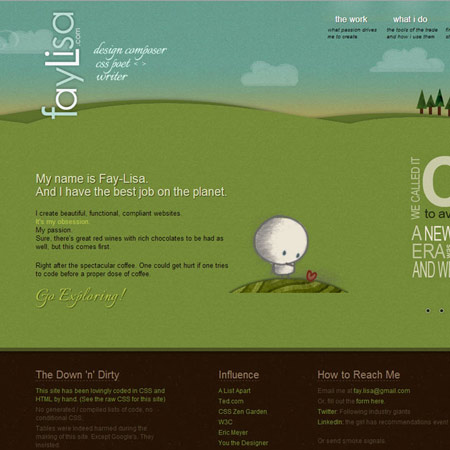 fayLisa
.com
design composer
css poet < >
writer
the work
what passion drives
me to create
what i do
the tools of the trade
and how i use them
My name is Fay-Lisa.
And I have the best job on the planet.
I create beautiful, functional, compliant websites.
It's my obsession.
My passion.
Sure, there's great red wines with rich chocolates to be had as
well, but this comes first.
Right after the spectacular coffee. One could get hurt if one tries
to code before a proper dose of coffee.
Go Exploring!
WE CALLED IT
to av
A NEW
ERA
AND W
The Down 'n' Dirty
This site has been lovingly coded in CSS and
HTML by hand. (See the raw CSS for this site)
No generated / compiled bits of code, no
conditional CSS.
Tables were indeed harmed during the
making of this site. Except Google's. They
insisted.
Influence
A List Apart
Ted.com
CSS Zen Garden
W3C
Eric Meyer
You the Designer
How to Reach Me
Email me at fay.lisa@gmail.com
Or, fill out the form here.
Twitter: Following industry giants
LinkedIn: the girl has recommendations event
Or send smoke signals.